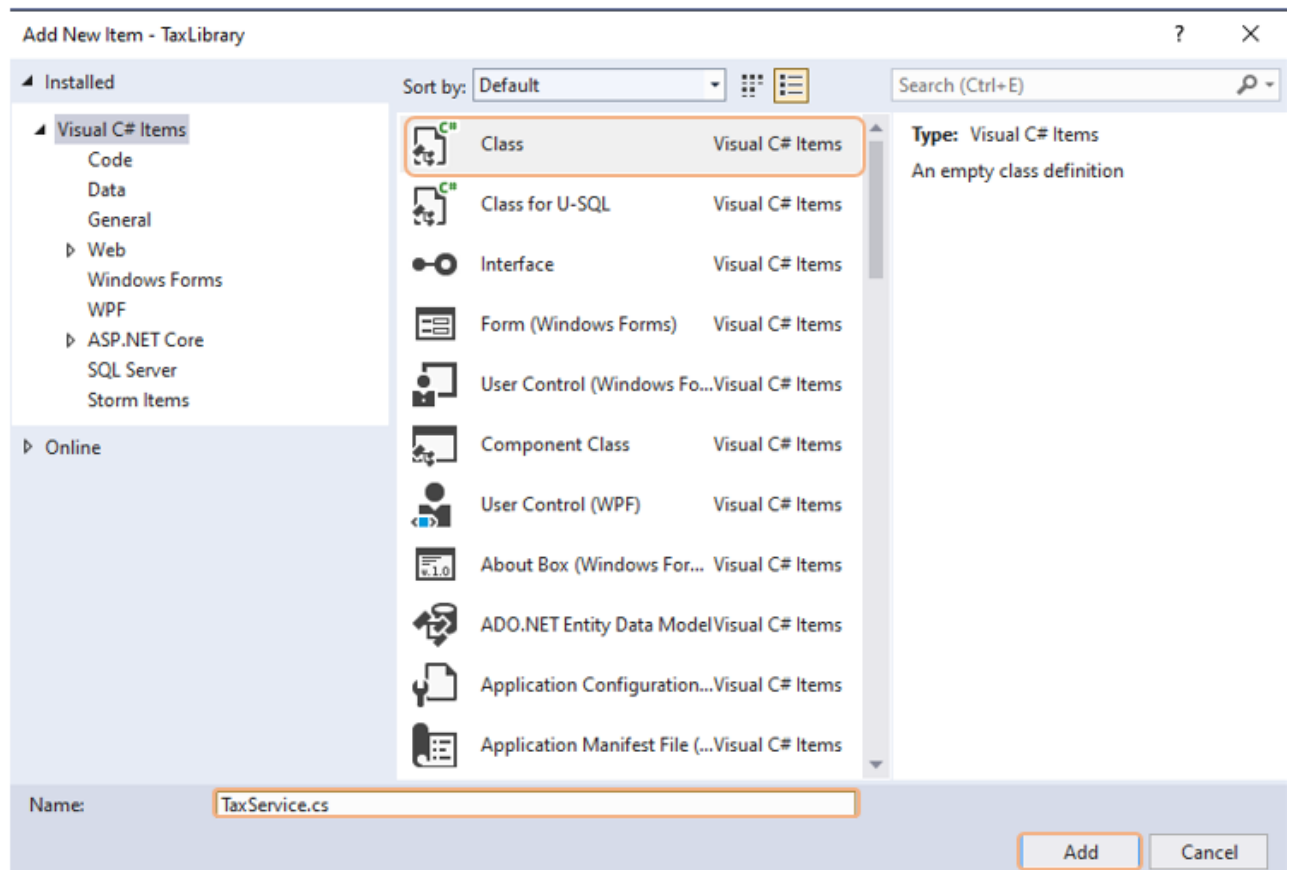 Add New Item - TaxLibrary
?
Installed
Sort by: Default
Search (Ctrl+E)
Visual C# Items
Code
Data
General
Web
Windows Forms
WPF
ASP.NET Core
SQL Server
Storm Items
Online
C# Class Visual C# Items
C# Class for U-SQL Visual C# Items
Interface Visual C# Items
Form (Windows Forms) Visual C# Items
User Control (Windows Fo...Visual C# Items
Component Class Visual C# Items
User Control (WPF) Visual C# Items
v.1.0 About Box (Windows For... Visual C# Items
ADO.NET Entity Data Model Visual C# Items
Application Configuration...Visual C# Items
Application Manifest File (...Visual C# Items
Type: Visual C# Items
An empty class definition
Name: TaxService.cs
Add Cancel